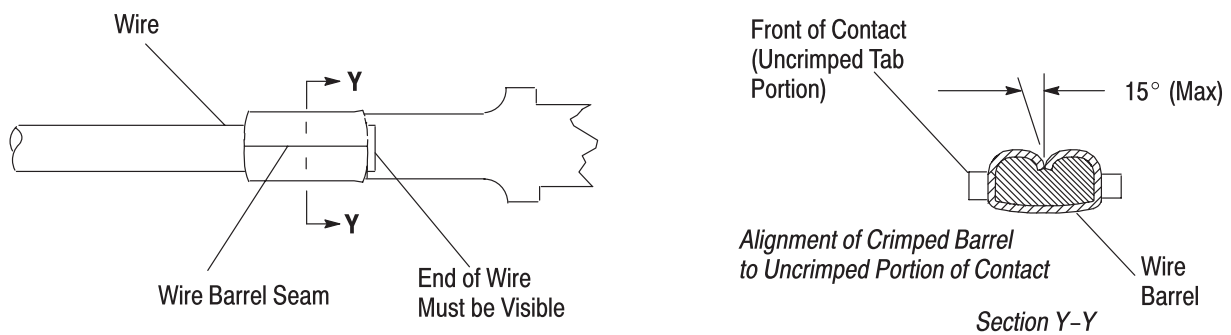 Wire
Y
Y
Wire Barrel Seam
End of Wire
Must be Visible
Front of Contact
(Uncrimped Tab
Portion)
15° (Max)
Alignment of Crimped Barrel
to Uncrimped Portion of Contact
Wire
Barrel
Section Y–Y